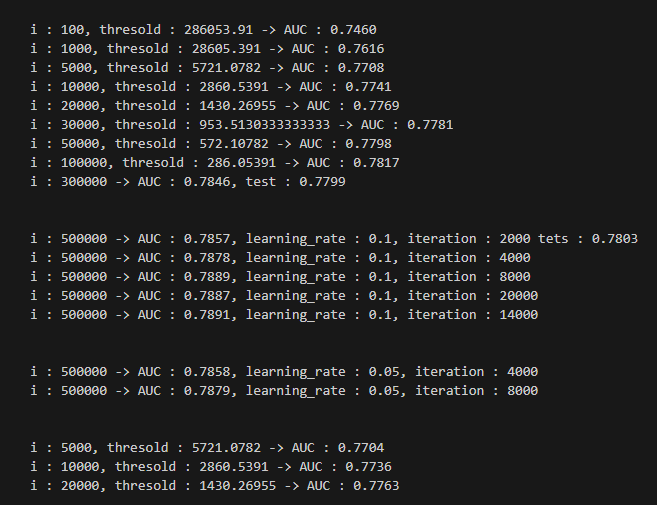 i : 100, thresold : 286053.91 -> AUC : 0.7460
i : 1000, thresold : 28605.391 -> AUC : 0.7616
i : 5000, thresold : 5721.0782 -> AUC : 0.7708
i : 10000, thresold : 2860.5391 -> AUC : 0.7741
i : 20000, thresold : 1430.26955 -> AUC : 0.7769
i : 30000, thresold : 953.5130333333333 -> AUC : 0.7781
i : 50000, thresold : 572.10782 -> AUC : 0.7798
i : 100000, thresold : 286.05391 -> AUC : 0.7817
i : 300000 -> AUC : 0.7846, test : 0.7799
i : 500000 -> AUC : 0.7857, learning_rate : 0.1, iteration : 2000 tets : 0.7803
i : 500000 -> AUC : 0.7878, learning_rate : 0.1, iteration : 4000
i : 500000 -> AUC : 0.7889, learning_rate : 0.1, iteration : 8000
i : 500000 -> AUC : 0.7887, learning_rate : 0.1, iteration : 20000
i : 500000 -> AUC : 0.7891, learning_rate : 0.1, iteration : 14000
i : 500000 -> AUC : 0.7858, learning_rate : 0.05, iteration : 4000
i : 500000 -> AUC : 0.7879, learning_rate : 0.05, iteration : 8000
i : 5000, thresold : 5721.0782 -> AUC : 0.7704
i : 10000, thresold : 2860.5391 -> AUC : 0.7736
i : 20000, thresold : 1430.26955 -> AUC : 0.7763